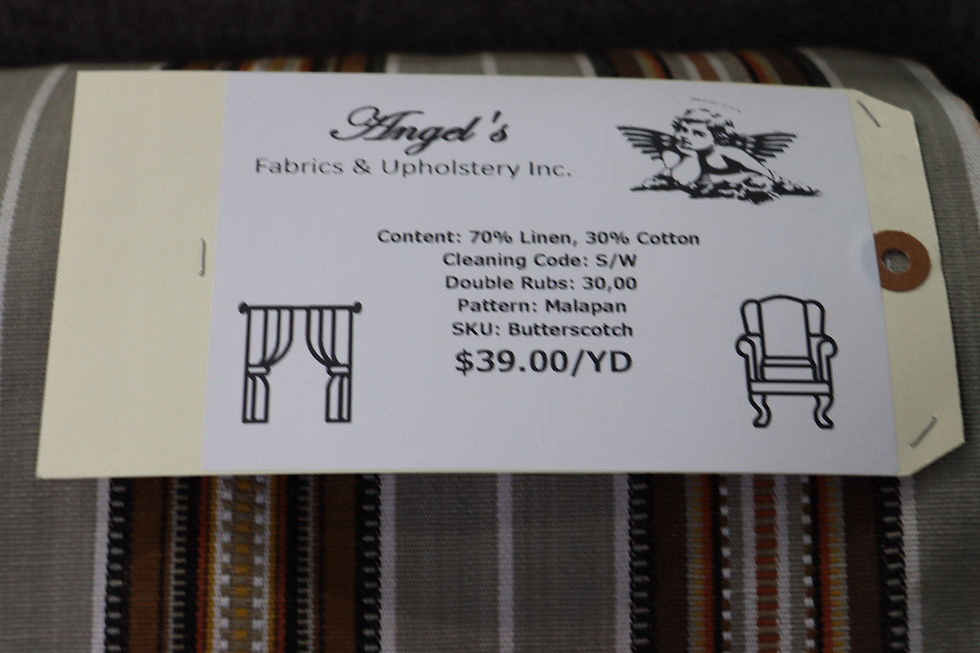 Angel's
Fabrics & Upholstery Inc.
Content: 70% Linen, 30% Cotton
Cleaning Code: S/W
Double Rubs: 30,00
Pattern: Malapan
SKU: Butterscotch
$39.00/YD